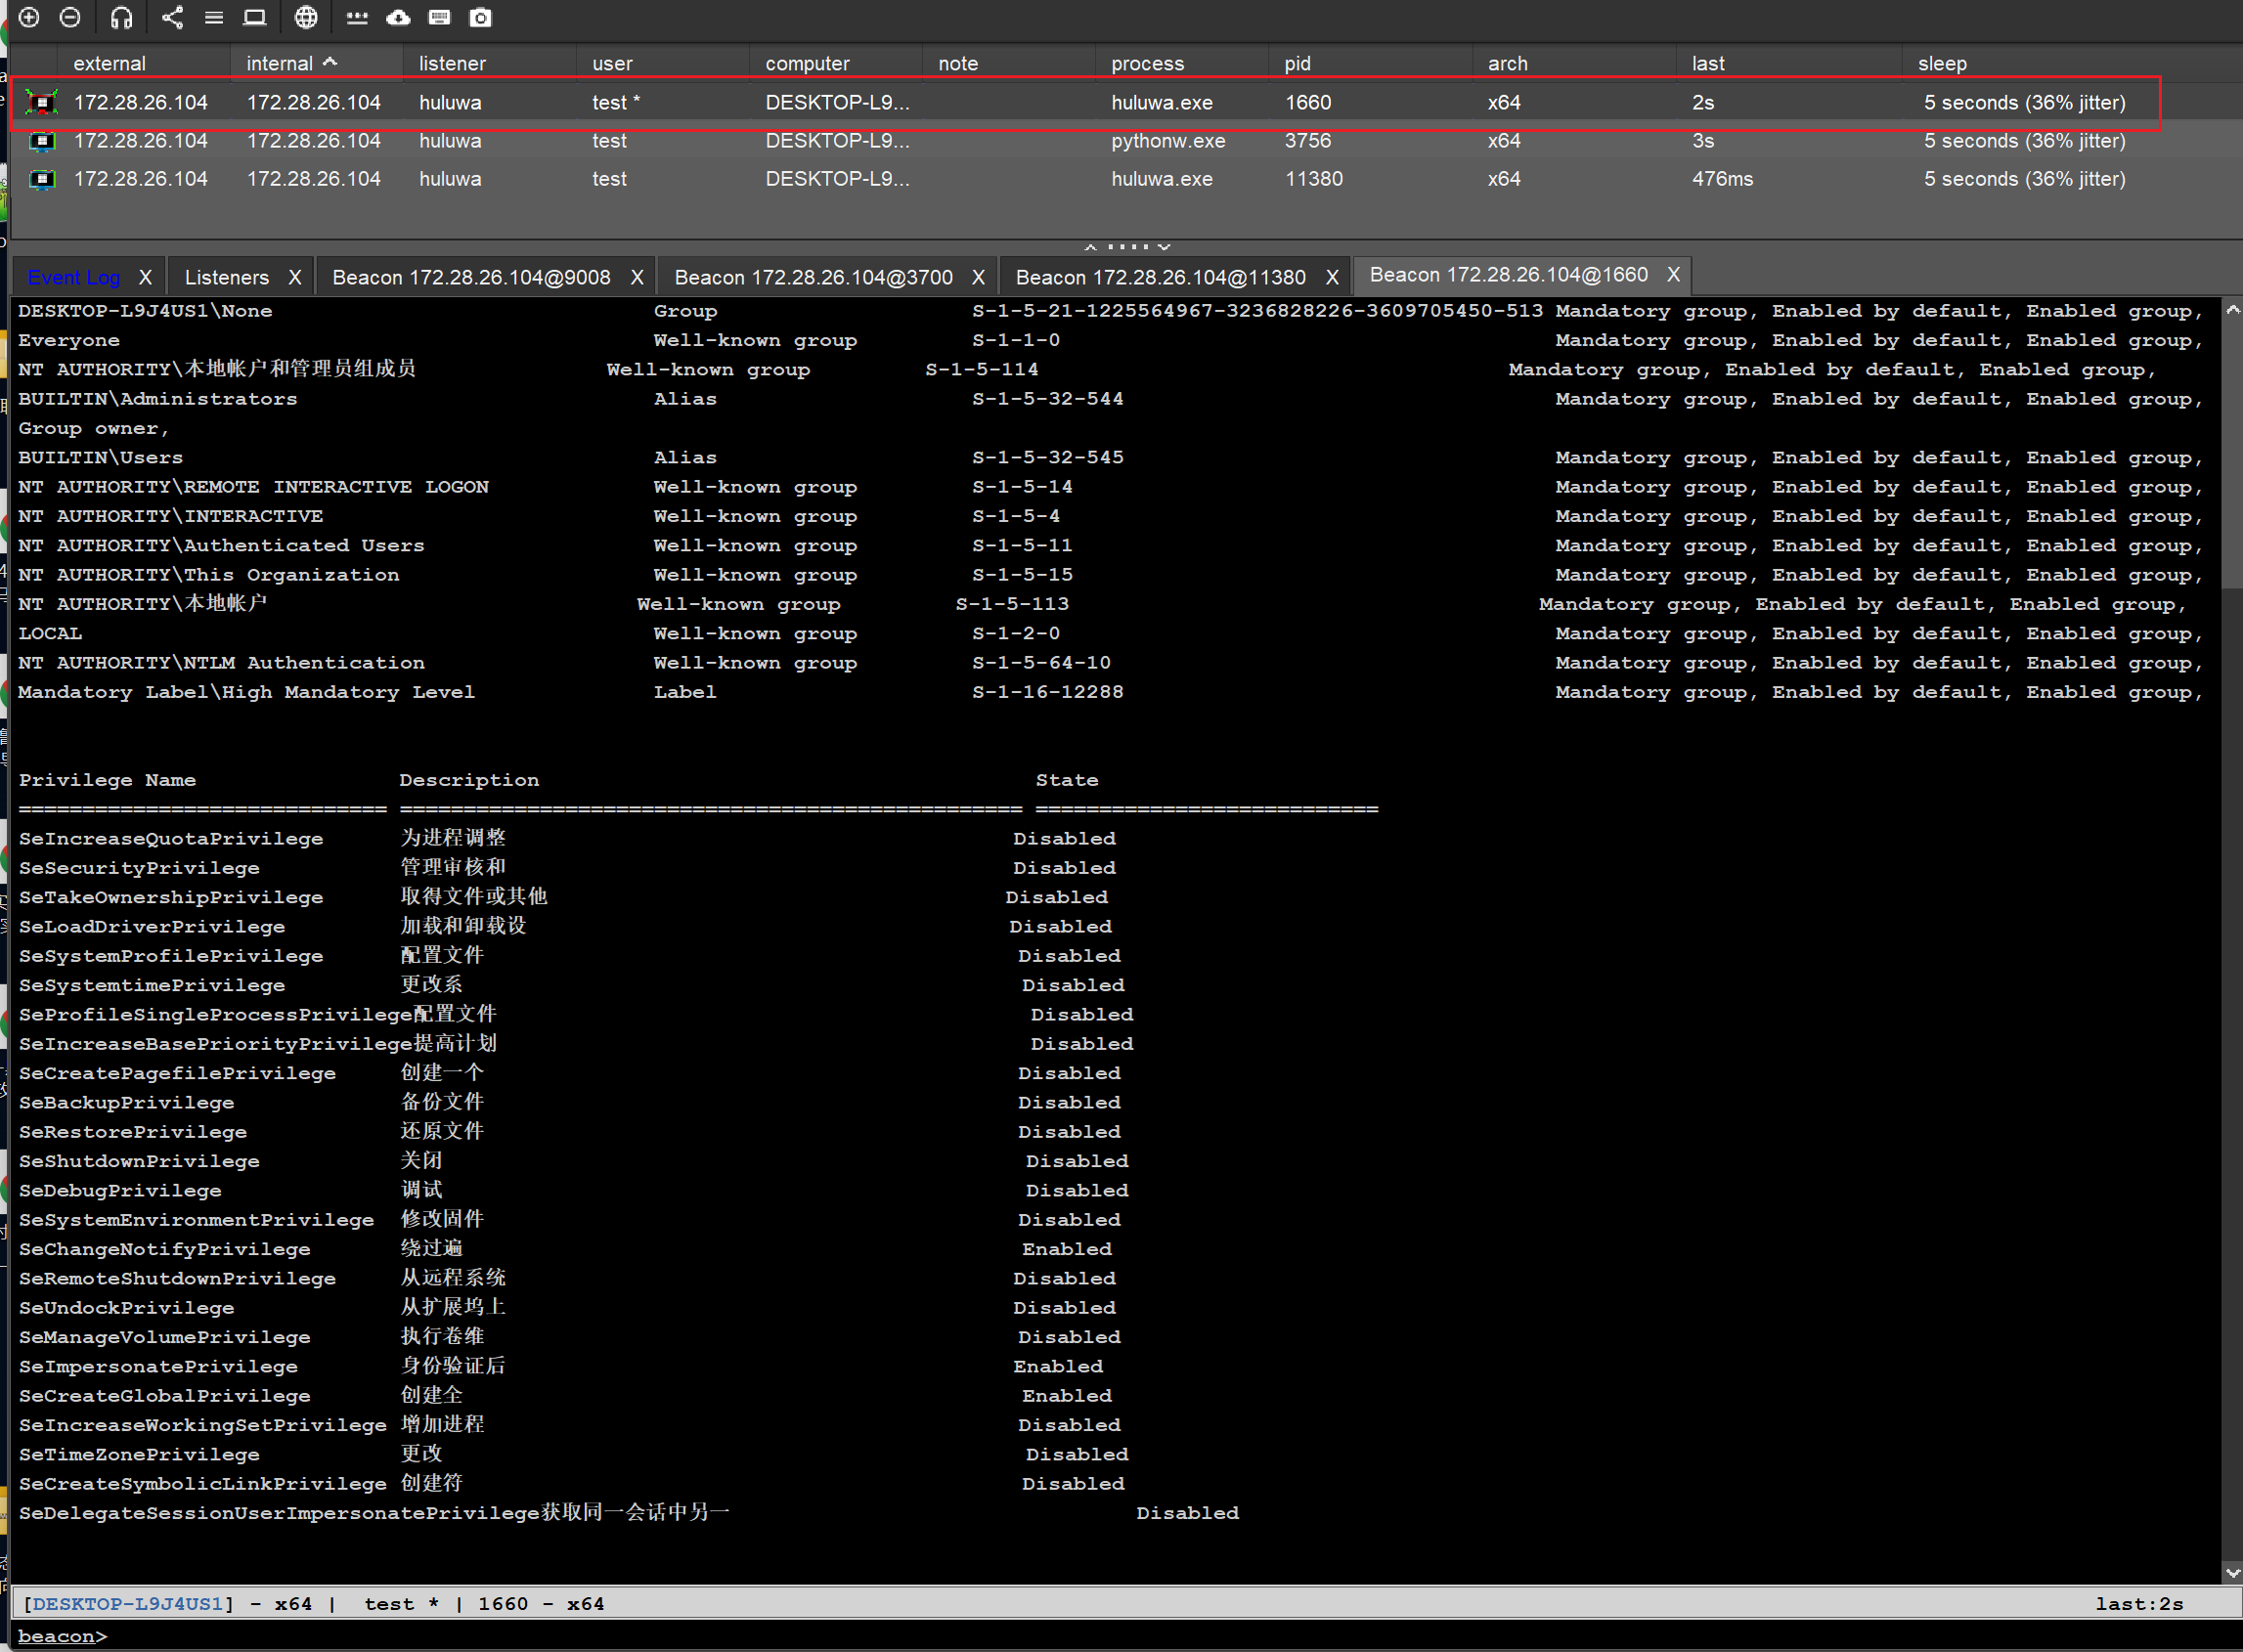 external internal listener user computer note process pid arch last sleep
172.28.26.104 172.28.26.104 huluwa test * DESKTOP-L9... huluwa.exe 1660 x64 2s 5 seconds (36% jitter)
172.28.26.104 172.28.26.104 huluwa test DESKTOP-L9... pythonw.exe 3756 x64 3s 5 seconds (36% jitter)
172.28.26.104 172.28.26.104 huluwa test DESKTOP-L9... huluwa.exe 11380 x64 476ms 5 seconds (36% jitter)
Event Log X Listeners X Beacon 172.28.26.104@9008 X Beacon 172.28.26.104@3700 X Beacon 172.28.26.104@11380 X Beacon 172.28.26.104@1660 X
DESKTOP-L9J4US1\None Group S-1-5-21-1225564967-3236828226-3609705450-513 Mandatory group, Enabled by default, Enabled group,
Everyone Well-known group S-1-1-0 Mandatory group, Enabled by default, Enabled group,
NT AUTHORITY\本地帐户和管理员组成员 Well-known group S-1-5-114 Mandatory group, Enabled by default, Enabled group,
BUILTIN\Administrators Alias S-1-5-32-544 Mandatory group, Enabled by default, Enabled group,
Group owner,
BUILTIN\Users Alias S-1-5-32-545 Mandatory group, Enabled by default, Enabled group,
NT AUTHORITY\REMOTE INTERACTIVE LOGON Well-known group S-1-5-14 Mandatory group, Enabled by default, Enabled group,
NT AUTHORITY\INTERACTIVE Well-known group S-1-5-4 Mandatory group, Enabled by default, Enabled group,
NT AUTHORITY\Authenticated Users Well-known group S-1-5-11 Mandatory group, Enabled by default, Enabled group,
NT AUTHORITY\This Organization Well-known group S-1-5-15 Mandatory group, Enabled by default, Enabled group,
NT AUTHORITY\本地帐户 Well-known group S-1-5-113 Mandatory group, Enabled by default, Enabled group,
LOCAL Well-known group S-1-2-0 Mandatory group, Enabled by default, Enabled group,
NT AUTHORITY\NTLM Authentication Well-known group S-1-5-64-10 Mandatory group, Enabled by default, Enabled group,
Mandatory Label\High Mandatory Level Label S-1-16-12288 Mandatory group, Enabled by default, Enabled group,
Privilege Name Description State
============================= ================================================= ===========================
SeIncreaseQuotaPrivilege 为进程调整 Disabled
SeSecurityPrivilege 管理审核和 Disabled
SeTakeOwnershipPrivilege 取得文件或其他 Disabled
SeLoadDriverPrivilege 加载和卸载设 Disabled
SeSystemProfilePrivilege 配置文件 Disabled
SeSystemtimePrivilege 更改系 Disabled
SeProfileSingleProcessPrivilege配置文件 Disabled
SeIncreaseBasePriorityPrivilege提高计划 Disabled
SeCreatePagefilePrivilege 创建一个 Disabled
SeBackupPrivilege 备份文件 Disabled
SeRestorePrivilege 还原文件 Disabled
SeShutdownPrivilege 关闭 Disabled
SeDebugPrivilege 调试 Disabled
SeSystemEnvironmentPrivilege 修改固件 Disabled
SeChangeNotifyPrivilege 绕过遍 Enabled
SeRemoteShutdownPrivilege 从远程系统 Disabled
SeUndockPrivilege 从扩展坞上 Disabled
SeManageVolumePrivilege 执行卷维 Disabled
SeImpersonatePrivilege 身份验证后 Enabled
SeCreateGlobalPrivilege 创建全 Enabled
SeIncreaseWorkingSetPrivilege 增加进程 Disabled
SeTimeZonePrivilege 更改 Disabled
SeCreateSymbolicLinkPrivilege 创建符 Disabled
SeDelegateSessionUserImpersonatePrivilege获取同一会话中另一 Disabled
[DESKTOP-L9J4US1] - x64 | test * | 1660 - x64 last:2s
beacon>